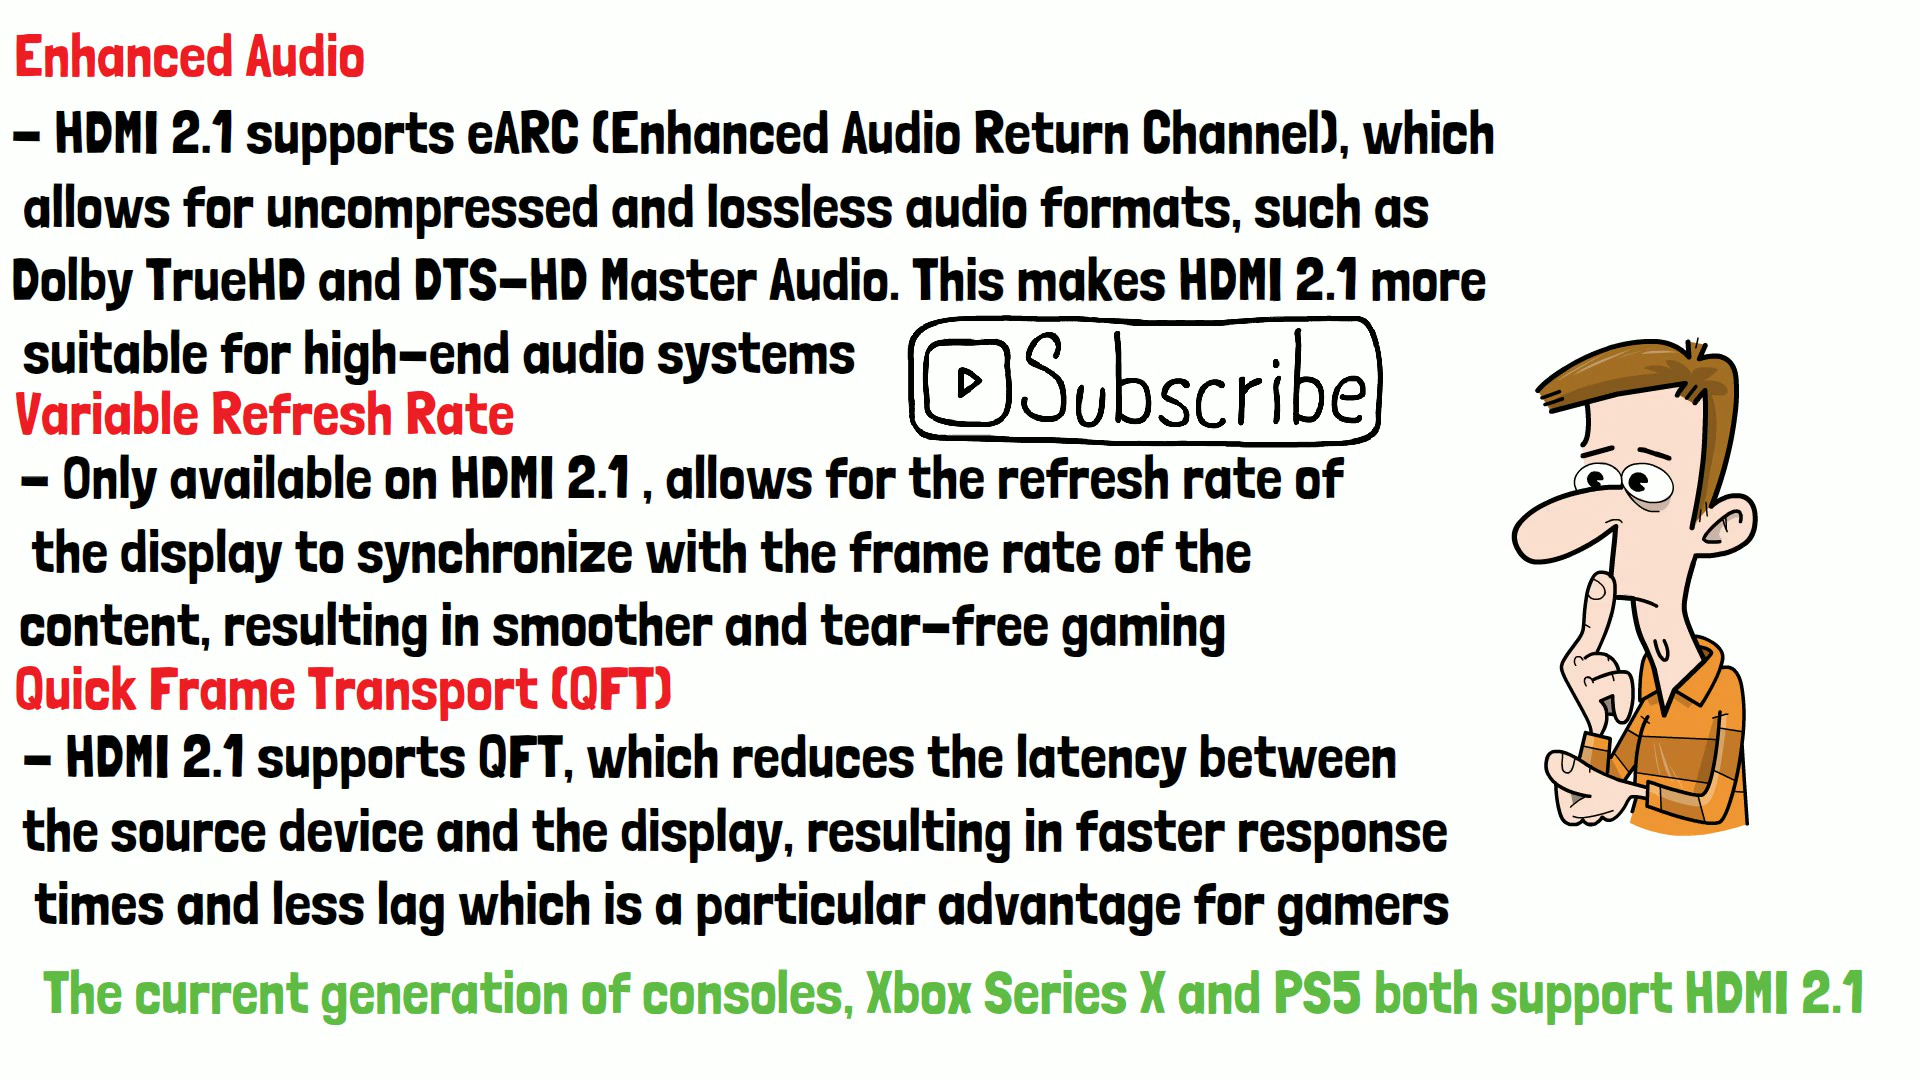 Enhanced Audio
- HDMI 2.1 supports eARC (Enhanced Audio Return Channel), which
allows for uncompressed and lossless audio formats, such as
Dolby TrueHD and DTS-HD Master Audio. This makes HDMI 2.1 more
suitable for high-end audio systems
Subscribe
Variable Refresh Rate
- Only available on HDMI 2.1 , allows for the refresh rate of
the display to synchronize with the frame rate of the
content, resulting in smoother and tear-free gaming
Quick Frame Transport (QFT)
- HDMI 2.1 supports QFT, which reduces the latency between
the source device and the display, resulting in faster response
times and less lag which is a particular advantage for gamers
The current generation of consoles, Xbox Series X and PS5 both support HDMI 2.1